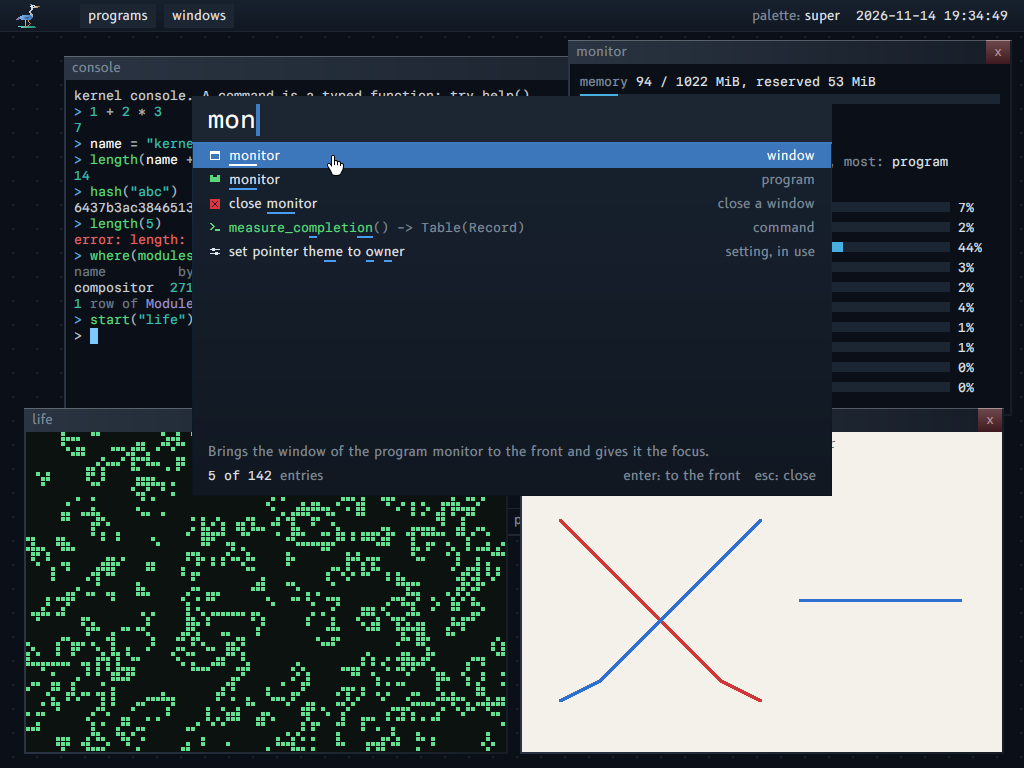 programs windows palette: super 2026-11-14 19:34:49
console
monitor x
kernel console. A command is a typed function: try help()
memory 94 / 1022 MiB, reserved 53 MiB
> 1 + 2 * 3
7
> name = "kerne
> length(name +
14
> hash("abc")
6437b3ac3846513
> length(5)
error: length:
> where(modules
name by
compositor 271
1 row of Module
> start("life")
>
mon
monitor window
monitor program
close monitor close a window
measure_completion() -> Table(Record) command
set pointer theme to owner setting, in use
Brings the window of the program monitor to the front and gives it the focus.
5 of 142 entries enter: to the front esc: close
, most: program
7%
2%
44%
3%
2%
4%
1%
1%
0%
0%
life
x
p